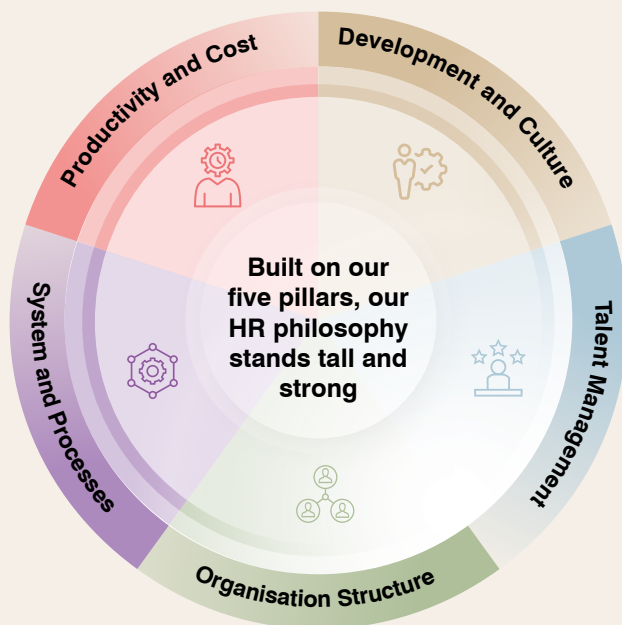 Productivity and Cost
Development and Culture
Talent Management
Organisation Structure
System and Processes
Built on our
five pillars, our
HR philosophy
stands tall and
strong